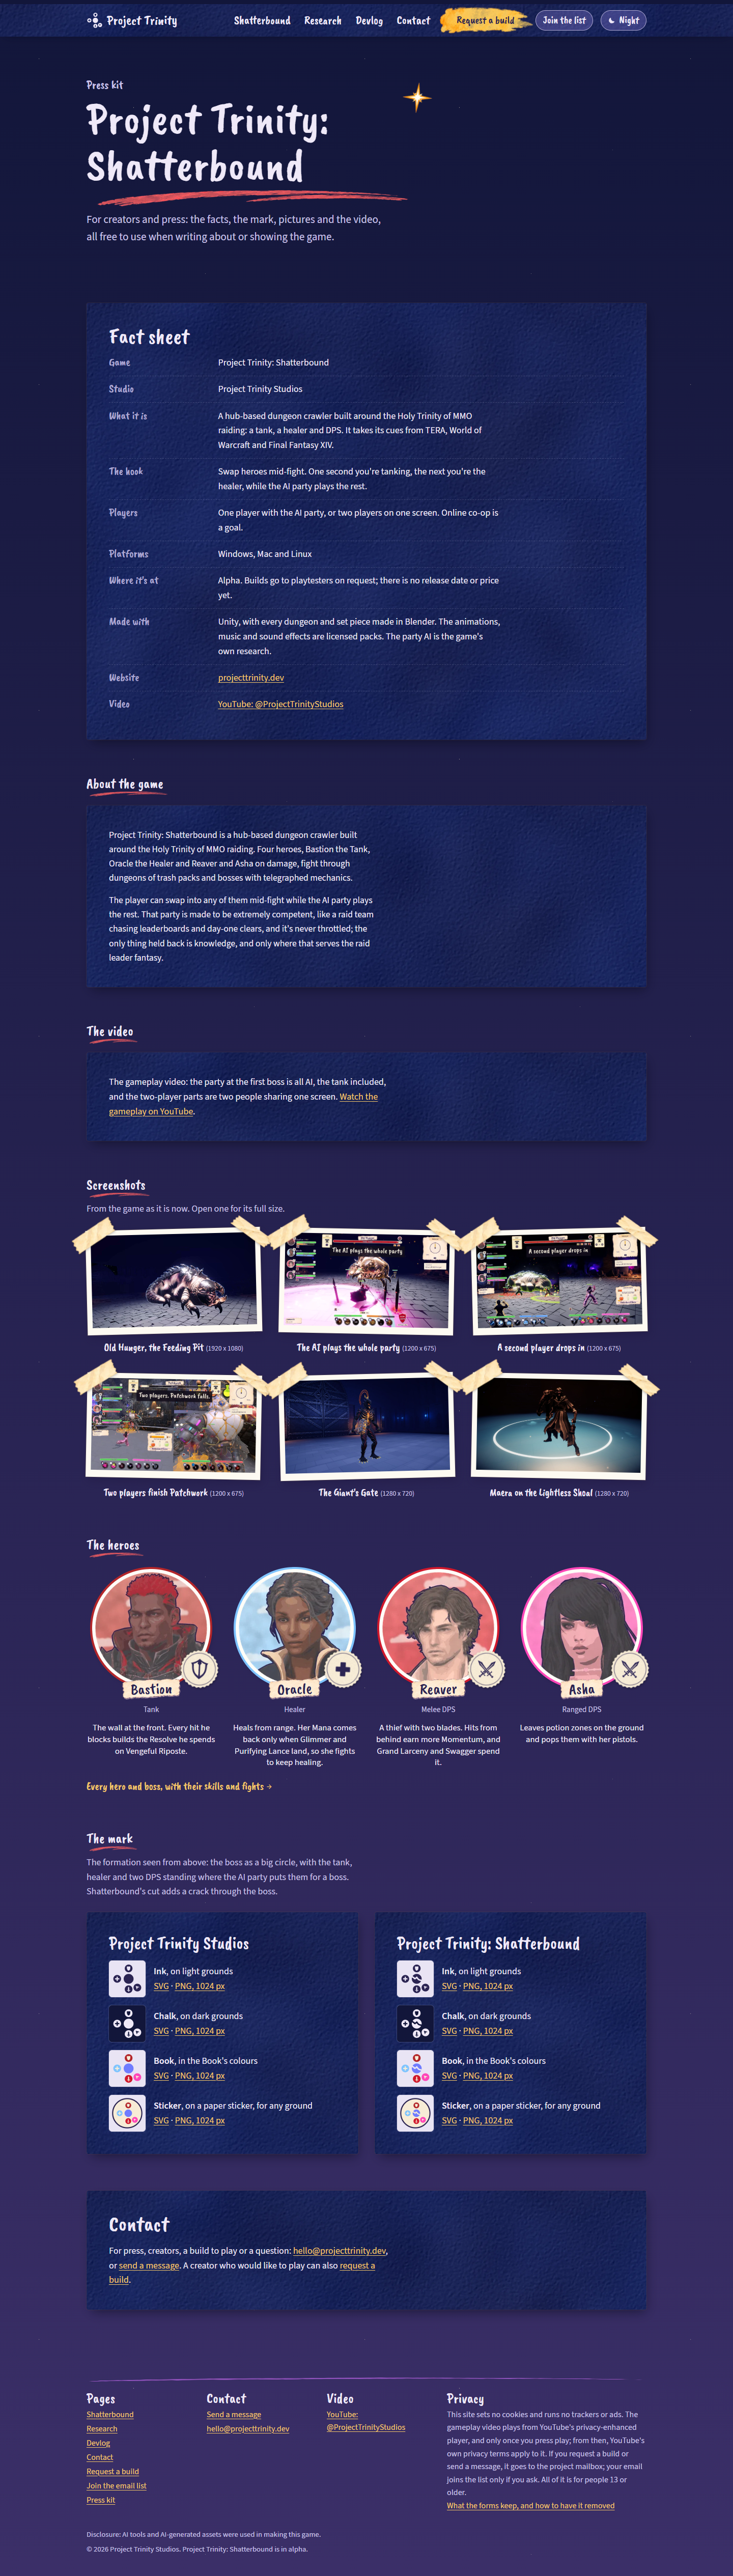 Project Trinity
Shatterbound Research Devlog Contact Request a build Join the list Night
Press kit
Project Trinity:
Shatterbound
For creators and press: the facts, the mark, pictures and the video,
all free to use when writing about or showing the game.
Fact sheet
Game Project Trinity: Shatterbound
Studio Project Trinity Studios
What it is A hub-based dungeon crawler built around the Holy Trinity of MMO
raiding: a tank, a healer and DPS. It takes its cues from TERA, World of
Warcraft and Final Fantasy XIV.
The hook Swap heroes mid-fight. One second you're tanking, the next you're the
healer, while the AI party plays the rest.
Players One player with the AI party, or two players on one screen. Online co-op is
a goal.
Platforms Windows, Mac and Linux
Where it's at Alpha. Builds go to playtesters on request; there is no release date or price
yet.
Made with Unity, with every dungeon and set piece made in Blender. The animations,
music and sound effects are licensed packs. The party AI is the game's
own research.
Website projecttrinity.dev
Video YouTube: @ProjectTrinityStudios
About the game
Project Trinity: Shatterbound is a hub-based dungeon crawler built
around the Holy Trinity of MMO raiding. Four heroes, Bastion the Tank,
Oracle the Healer and Reaver and Asha on damage, fight through
dungeons of trash packs and bosses with telegraphed mechanics.
The player can swap into any of them mid-fight while the AI party plays
the rest. That party is made to be extremely competent, like a raid team
chasing leaderboards and day-one clears, and it's never throttled; the
only thing held back is knowledge, and only where that serves the raid
leader fantasy.
The video
The gameplay video: the party at the first boss is all AI, the tank included,
and the two-player parts are two people sharing one screen. Watch the
gameplay on YouTube.
Screenshots
From the game as it is now. Open one for its full size.
The AI plays the whole party
A second player drops in
Old Hunger, the Feeding Pit (1920 x 1080)
The AI plays the whole party (1200 x 675)
A second player drops in (1200 x 675)
Two players. Patchwork falls.
Two players finish Patchwork (1200 x 675)
The Giant's Gate (1280 x 720)
Maera on the Lightless Shoal (1280 x 720)
The heroes
Bastion
Tank
The wall at the front. Every hit he
blocks builds the Resolve he spends
on Vengeful Riposte.
Oracle
Healer
Heals from range. Her Mana comes
back only when Glimmer and
Purifying Lance land, so she fights
to keep healing.
Reaver
Melee DPS
A thief with two blades. Hits from
behind earn more Momentum, and
Grand Larceny and Swagger spend
it.
Asha
Ranged DPS
Leaves potion zones on the ground
and pops them with her pistols.
Every hero and boss, with their skills and fights →
The mark
The formation seen from above: the boss as a big circle, with the tank,
healer and two DPS standing where the AI party puts them for a boss.
Shatterbound's cut adds a crack through the boss.
Project Trinity Studios
Ink, on light grounds
SVG · PNG, 1024 px
Chalk, on dark grounds
SVG · PNG, 1024 px
Book, in the Book's colours
SVG · PNG, 1024 px
Sticker, on a paper sticker, for any ground
SVG · PNG, 1024 px
Project Trinity: Shatterbound
Ink, on light grounds
SVG · PNG, 1024 px
Chalk, on dark grounds
SVG · PNG, 1024 px
Book, in the Book's colours
SVG · PNG, 1024 px
Sticker, on a paper sticker, for any ground
SVG · PNG, 1024 px
Contact
For press, creators, a build to play or a question: hello@projecttrinity.dev,
or send a message. A creator who would like to play can also request a
build.
Pages
Shatterbound
Research
Devlog
Contact
Request a build
Join the email list
Press kit
Contact
Send a message
hello@projecttrinity.dev
Video
YouTube:
@ProjectTrinityStudios
Privacy
This site sets no cookies and runs no trackers or ads. The
gameplay video plays from YouTube's privacy-enhanced
player, and only once you press play; from then, YouTube's
own privacy terms apply to it. If you request a build or
send a message, it goes to the project mailbox; your email
joins the list only if you ask. All of it is for people 13 or
older.
What the forms keep, and how to have it removed
Disclosure: AI tools and AI-generated assets were used in making this game.
© 2026 Project Trinity Studios. Project Trinity: Shatterbound is in alpha.